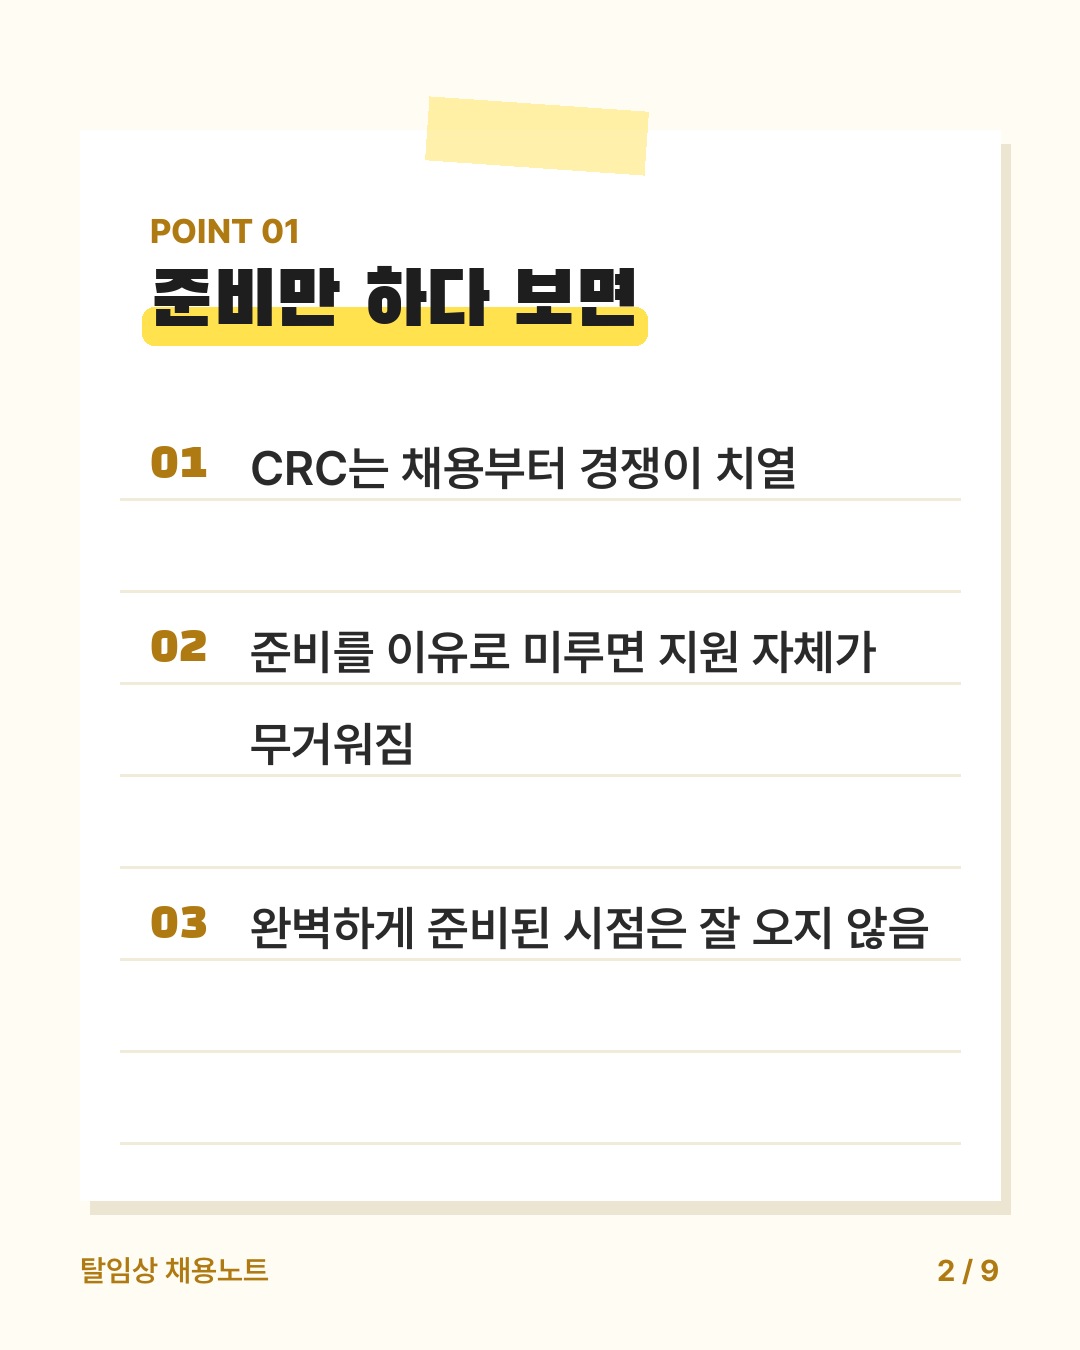 POINT 01
준비만 하다 보면
01 CRC는 채용부터 경쟁이 치열
02 준비를 이유로 미루면 지원 자체가
무거워짐
03 완벽하게 준비된 시점은 잘 오지 않음
탈임상 채용노트
2 / 9